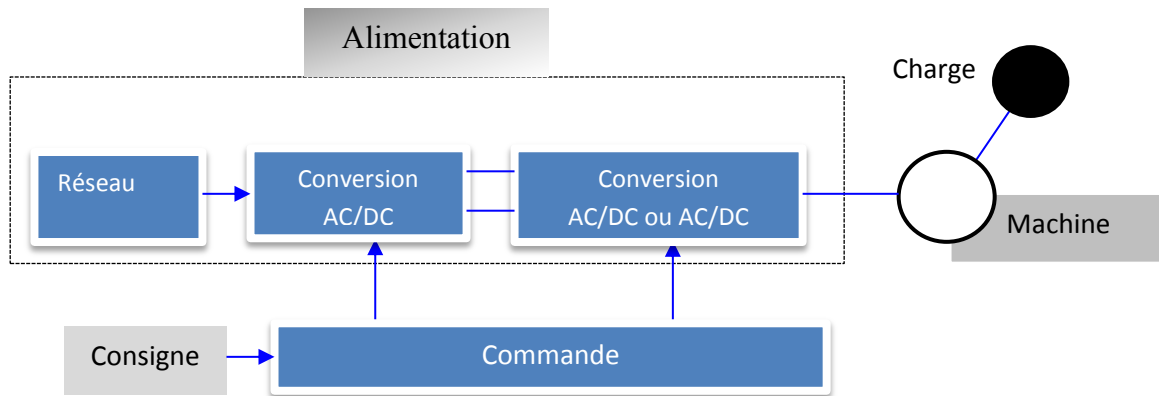 Alimentation
Charge
Réseau
Conversion
AC/DC
Conversion
AC/DC ou AC/DC
Machine
Consigne
Commande